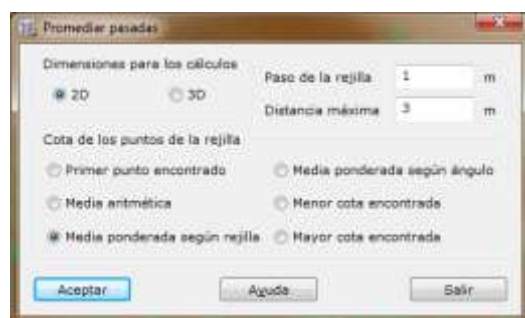 Promediar pasadas
Dimensiones para los cálculos
2D
3D
Paso de la rejilla
1
m
Distancia máxima
3
m
Cota de los puntos de la rejilla
Primer punto encontrado
Media ponderada según ángulo
Media aritmética
Menor cota encontrada
Media ponderada según rejilla
Mayor cota encontrada
Aceptar
Ayuda
Salir